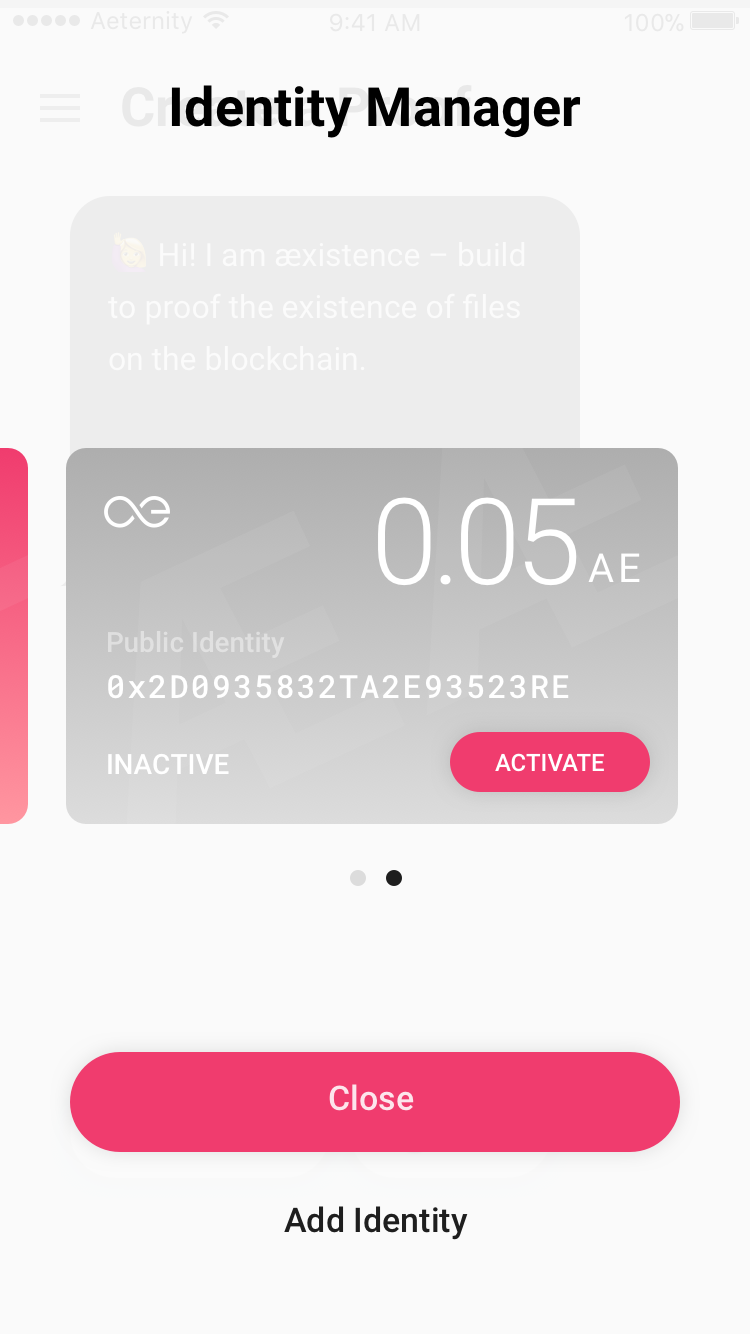 Aeternity 9:41 AM 100%
Identity Manager
Hi! I am æxistence – build
to proof the existence of files
on the blockchain.
0.05 AE
Public Identity
0x2D0935832TA2E93523RE
INACTIVE ACTIVATE
Close
Add Identity